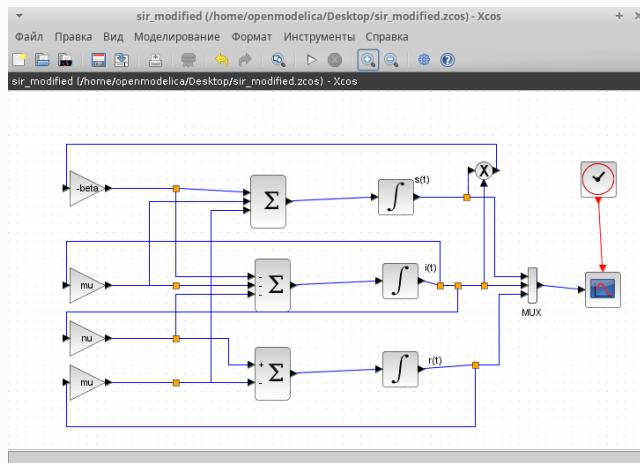 sir_modified (/home/openmodelica/Desktop/sir_modified.zcos) - Xcos
Файл Правка Вид Моделирование Формат Инструменты Справка
sir_modified (/home/openmodelica/Desktop/sir_modified.zcos) - Xcos
-beta
Σ
∫
s(t)
X
mu
-
-
-
Σ
∫
i(t)
MUX
nu
mu
+
-
Σ
∫
r(t)